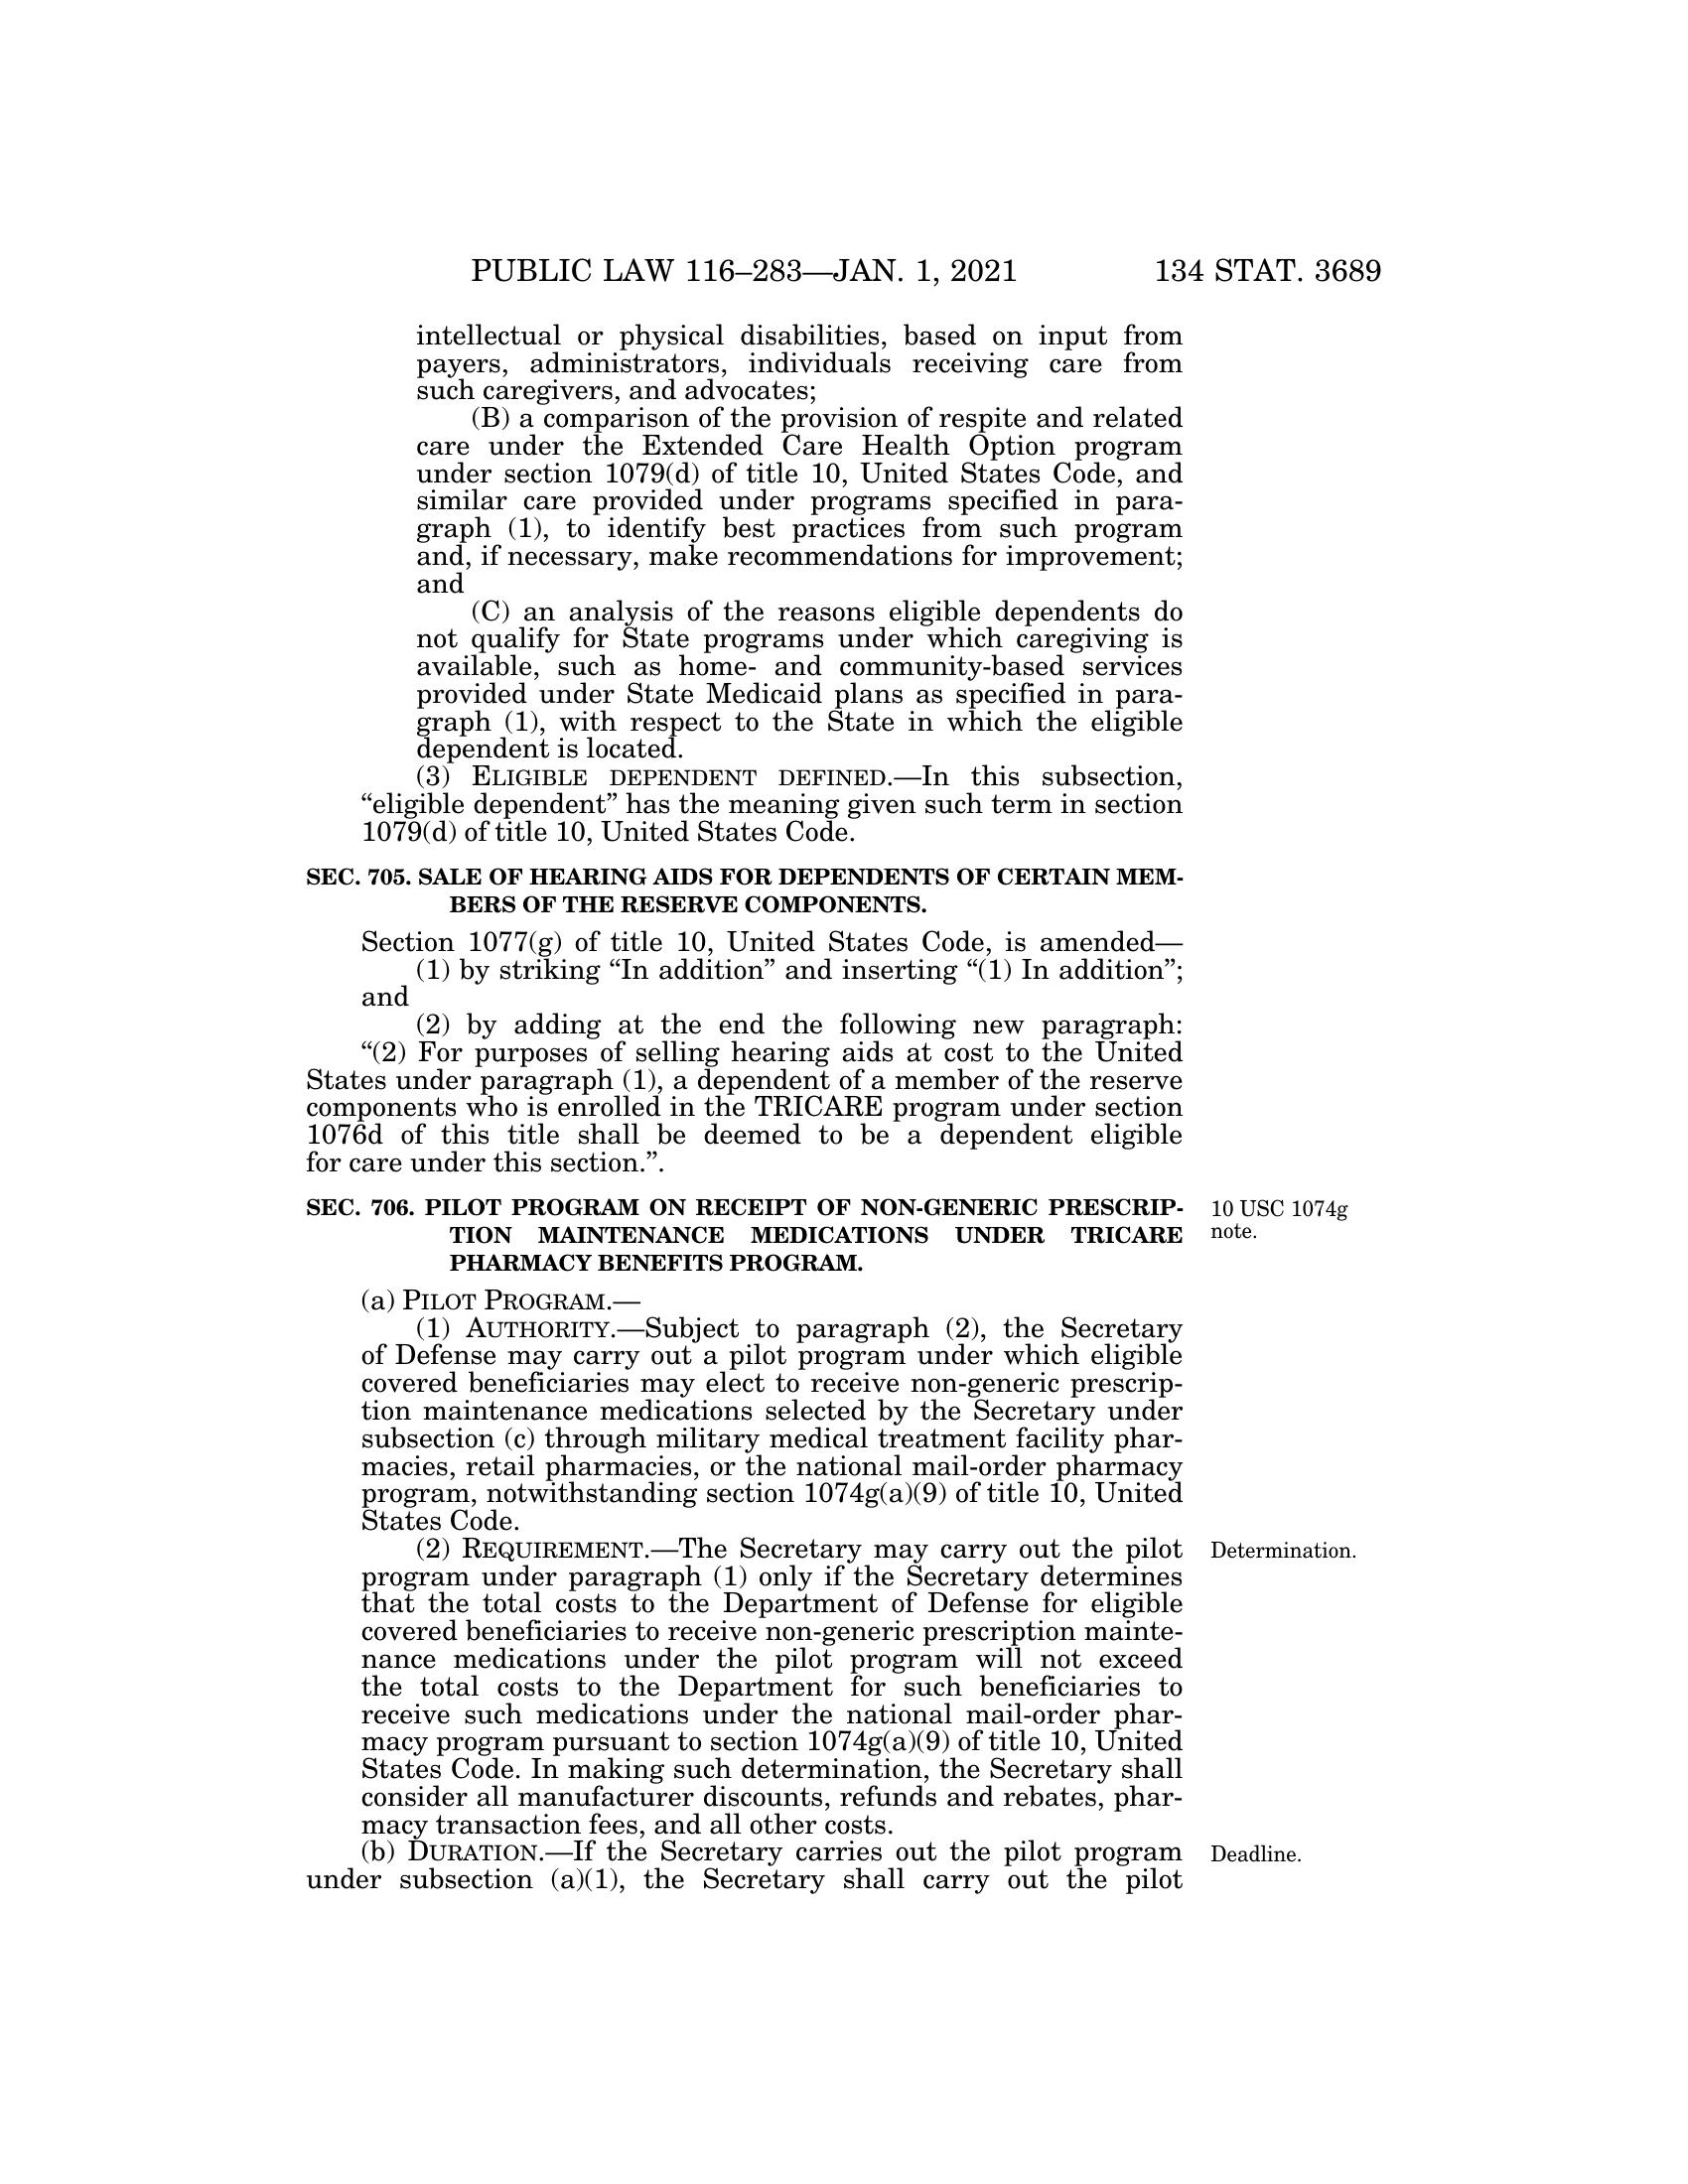 PUBLIC LAW 116–283—JAN. 1, 2021 134 STAT. 3689
intellectual or physical disabilities, based on input from
payers, administrators, individuals receiving care from
such caregivers, and advocates;
(B) a comparison of the provision of respite and related
care under the Extended Care Health Option program
under section 1079(d) of title 10, United States Code, and
similar care provided under programs specified in para-
graph (1), to identify best practices from such program
and, if necessary, make recommendations for improvement;
and
(C) an analysis of the reasons eligible dependents do
not qualify for State programs under which caregiving is
available, such as home- and community-based services
provided under State Medicaid plans as specified in para-
graph (1), with respect to the State in which the eligible
dependent is located.
(3) ELIGIBLE DEPENDENT DEFINED.—In this subsection,
“eligible dependent” has the meaning given such term in section
1079(d) of title 10, United States Code.
SEC. 705. SALE OF HEARING AIDS FOR DEPENDENTS OF CERTAIN MEM-
BERS OF THE RESERVE COMPONENTS.
Section 1077(g) of title 10, United States Code, is amended—
(1) by striking “In addition” and inserting “(1) In addition”;
and
(2) by adding at the end the following new paragraph:
“(2) For purposes of selling hearing aids at cost to the United
States under paragraph (1), a dependent of a member of the reserve
components who is enrolled in the TRICARE program under section
1076d of this title shall be deemed to be a dependent eligible
for care under this section.”.
SEC. 706. PILOT PROGRAM ON RECEIPT OF NON-GENERIC PRESCRIP-
TION MAINTENANCE MEDICATIONS UNDER TRICARE
PHARMACY BENEFITS PROGRAM.
10 USC 1074g
note.
(a) PILOT PROGRAM.—
(1) AUTHORITY.—Subject to paragraph (2), the Secretary
of Defense may carry out a pilot program under which eligible
covered beneficiaries may elect to receive non-generic prescrip-
tion maintenance medications selected by the Secretary under
subsection (c) through military medical treatment facility phar-
macies, retail pharmacies, or the national mail-order pharmacy
program, notwithstanding section 1074g(a)(9) of title 10, United
States Code.
(2) REQUIREMENT.—The Secretary may carry out the pilot
program under paragraph (1) only if the Secretary determines
that the total costs to the Department of Defense for eligible
covered beneficiaries to receive non-generic prescription mainte-
nance medications under the pilot program will not exceed
the total costs to the Department for such beneficiaries to
receive such medications under the national mail-order phar-
macy program pursuant to section 1074g(a)(9) of title 10, United
States Code. In making such determination, the Secretary shall
consider all manufacturer discounts, refunds and rebates, phar-
macy transaction fees, and all other costs.
Determination.
(b) DURATION.—If the Secretary carries out the pilot program
under subsection (a)(1), the Secretary shall carry out the pilot
Deadline.